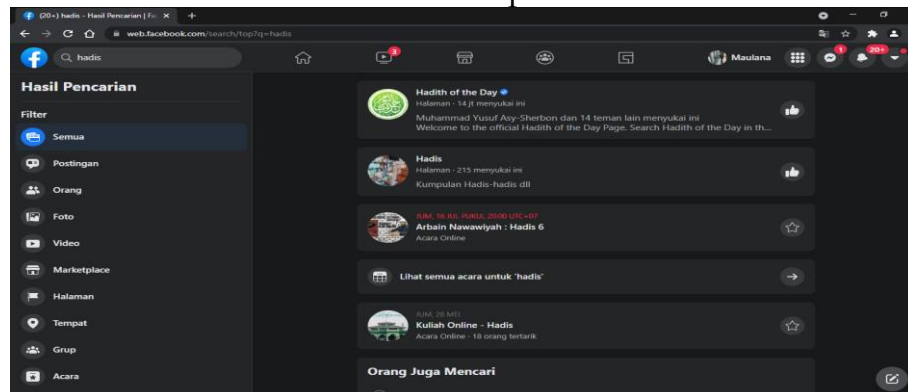 (20+) hadis - Hasil Pencarian | Fa
web.facebook.com/search/top?q=hadis
hadis
3
Maulana
1
20+
Hasil Pencarian
Filter
Semua
Postingan
Orang
Foto
Video
Marketplace
Halaman
Tempat
Grup
Acara
Hadith of the Day
Halaman · 14 jt menyukai ini
Muhammad Yusuf Asy-Sherbon dan 14 teman lain menyukai ini
Welcome to the official Hadith of the Day Page. Search Hadith of the Day in th...
Hadis
Halaman · 215 menyukai ini
Kumpulan Hadis-hadis dll
JUM, 16 JUL PUKUL 20.00 UTC+07
Arbain Nawawiyah : Hadis 6
Acara Online
Lihat semua acara untuk 'hadis'
JUM, 28 MEI
Kuliah Online - Hadis
Acara Online · 18 orang tertarik
Orang Juga Mencari